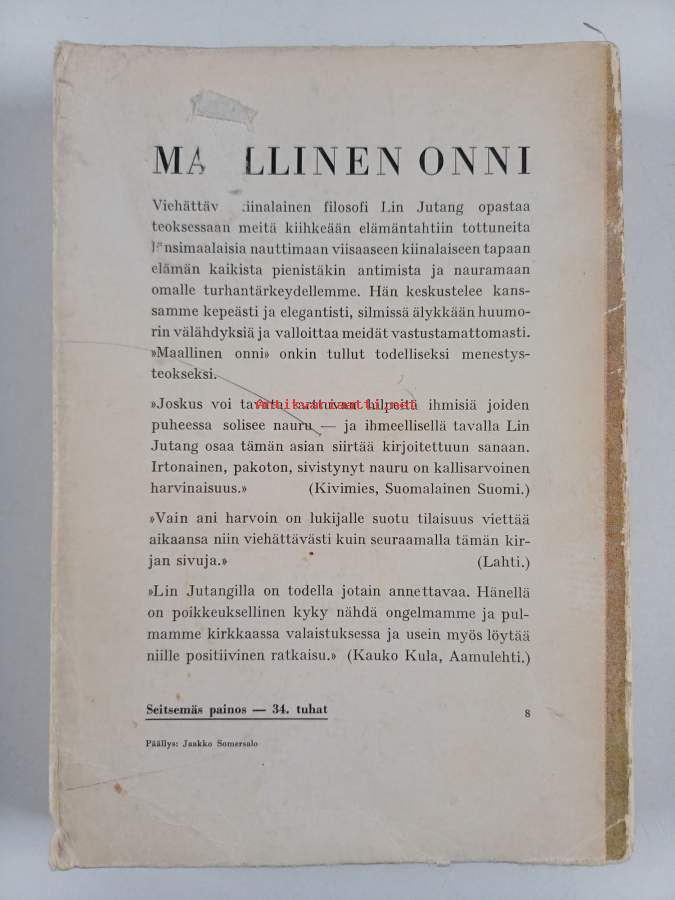 MA LLINEN ONNI
Viehättäv kiinalainen filosofi Lin Jutang opastaa
teoksessaan meitä kiihkeään elämäntahtiin tottuneita
länsimaalaisia nauttimaan viisaaseen kiinalaiseen tapaan
elämän kaikista pienistäkin antimista ja nauramaan
omalle turhantärkeydellemme. Hän keskustelee kans-
samme kepeästi ja elegantisti, silmissä älykkään huumo-
rin välähdyksiä ja valloittaa meidät vastustamattomasti.
»Maallinen onni» onkin tullut todelliseksi menestys-
teokseksi.
»Joskus voi tavata ihmisiä joiden
Antikvariaatti.net
puheessa solisee nauru — ja ihmeellisellä tavalla Lin
Jutang osaa tämän asian siirtää kirjoitettuun sanaan.
Irtonainen, pakoton, sivistynyt nauru on kallisarvoinen
harvinaisuus.» (Kivimies, Suomalainen Suomi.)
»Vain ani harvoin on lukijalle suotu tilaisuus viettää
aikaansa niin viehättävästi kuin seuraamalla tämän kir-
jan sivuja.» (Lahti.)
»Lin Jutangilla on todella jotain annettavaa. Hänellä
on poikkeuksellinen kyky nähdä ongelmamme ja pul-
mamme kirkkaassa valaistuksessa ja usein myös löytää
niille positiivinen ratkaisu.» (Kauko Kula, Aamulehti.)
Seitsemäs painos — 34. tuhat 8
Päällys: Jaakko Somersalo